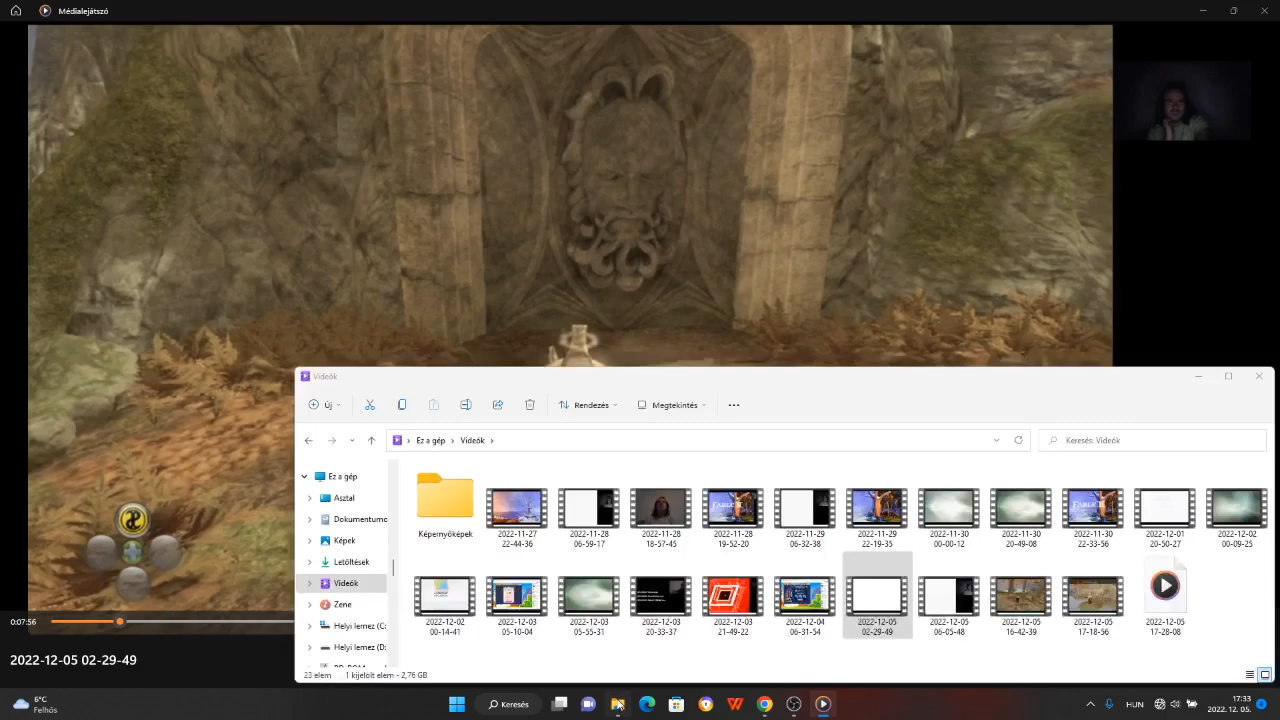 Médialejátszó
Videók
Új
Rendezés
Megtekintés
Ez a gép
Videók
Keresés: Videók
Ez a gép
Asztal
Dokumentumo
Képek
Letöltések
Videók
Zene
Helyi lemez (C:
Helyi lemez (D:
Képernyőképek
2022-11-27
22-44-36
2022-11-28
06-59-17
2022-11-28
18-57-45
2022-11-28
19-52-20
2022-11-29
06-32-38
2022-11-29
22-19-35
2022-11-30
00-00-12
2022-11-30
20-49-08
2022-11-30
22-33-56
2022-12-01
20-50-27
2022-12-02
00-09-25
2022-12-02
00-14-41
2022-12-03
05-10-04
2022-12-03
05-55-31
2022-12-03
20-33-37
2022-12-03
21-49-22
2022-12-04
06-31-54
2022-12-05
02-29-49
2022-12-05
06-05-48
2022-12-05
16-42-39
2022-12-05
17-18-56
2022-12-05
17-28-08
0:07:56
2022-12-05 02-29-49
23 elem
1 kijelölt elem - 2,76 GB
6°C
Felhős
Keresés
HUN
17:33
2022. 12. 05.